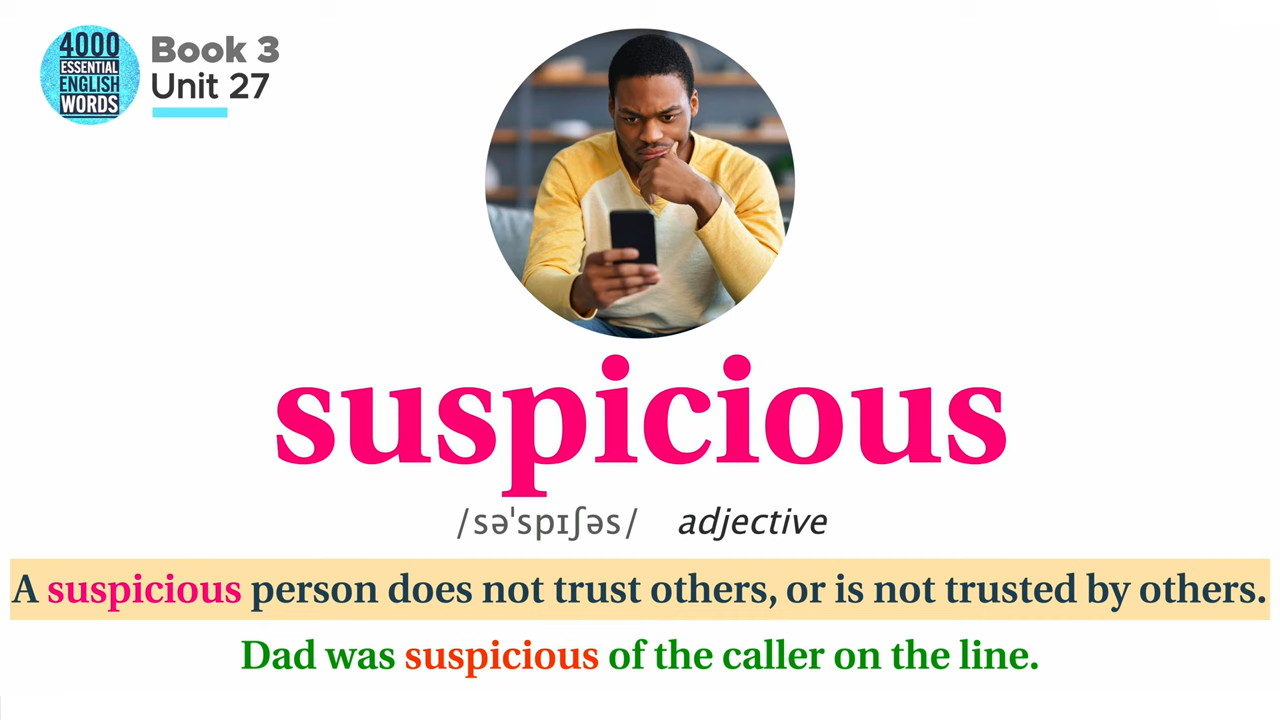 4000
ESSENTIAL
ENGLISH
WORDS
Book 3
Unit 27
suspicious
/səˈspɪʃəs/ adjective
A suspicious person does not trust others, or is not trusted by others.
Dad was suspicious of the caller on the line.